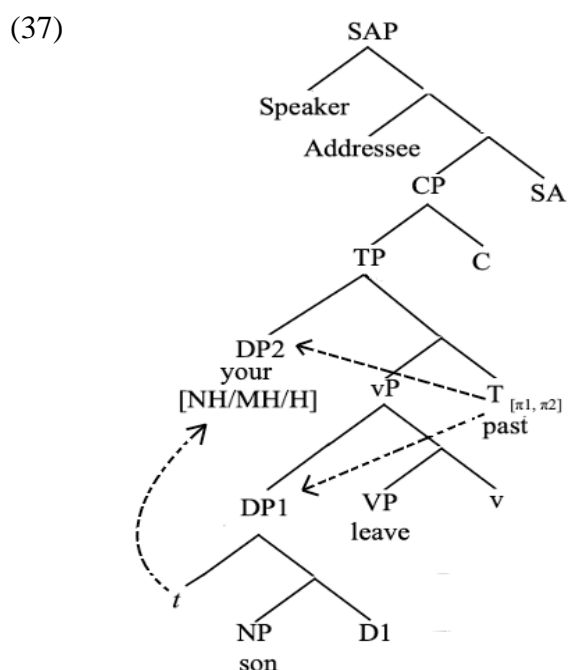 (37)
SAP
Speaker
Addressee
CP
SA
TP
C
DP2
your
[NH/MH/H]
vP
T [π1, π2]
past
DP1
VP
leave
v
t
NP
son
D1